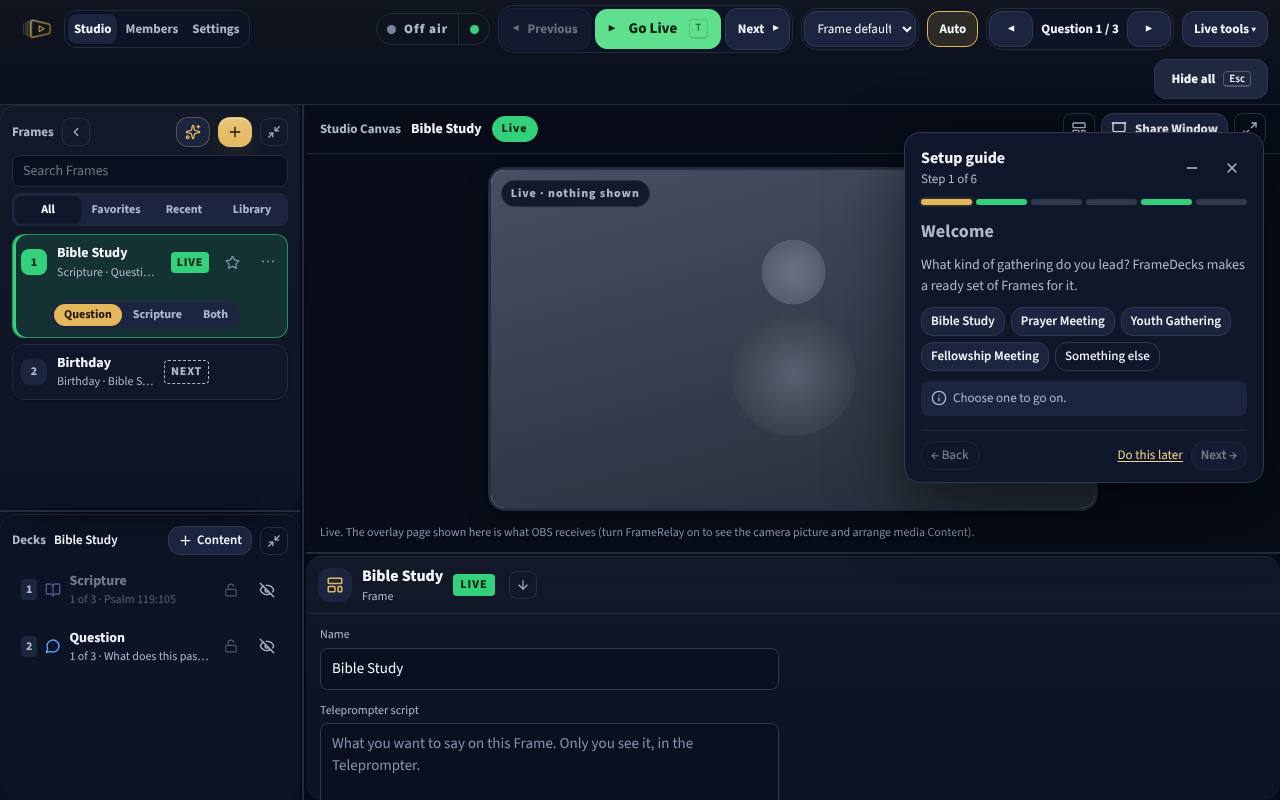 Studio
Members
Settings
Off air
◄ Previous
► Go Live T
Next ►
Frame default
Auto
◄ Question 1 / 3 ►
Live tools ▾
Hide all Esc
Frames
Search Frames
All
Favorites
Recent
Library
1
Bible Study
Scripture · Questi…
LIVE
Question
Scripture
Both
2
Birthday
Birthday · Bible S…
NEXT
Decks Bible Study
+ Content
1
Scripture
1 of 3 · Psalm 119:105
2
Question
1 of 3 · What does this pas…
Studio Canvas Bible Study Live
Share Window
Live · nothing shown
Live. The overlay page shown here is what OBS receives (turn FrameRelay on to see the camera picture and arrange media Content).
Setup guide
Step 1 of 6
Welcome
What kind of gathering do you lead? FrameDecks makes
a ready set of Frames for it.
Bible Study
Prayer Meeting
Youth Gathering
Fellowship Meeting
Something else
Choose one to go on.
← Back
Do this later
Next →
Bible Study
Frame
LIVE
Name
Bible Study
Teleprompter script
What you want to say on this Frame. Only you see it, in the
Teleprompter.